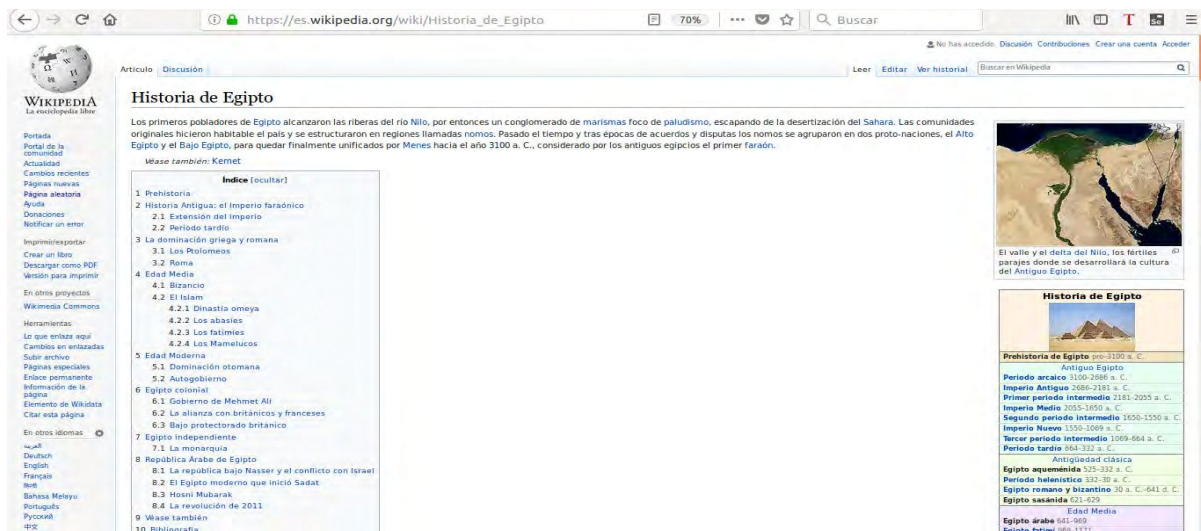 https://es.wikipedia.org/wiki/Historia_de_Egipto
70%
Buscar
No has accedido Discusión Contribuciones Crear una cuenta Acceder
WIKIPEDIA
La enciclopedia libre
Artículo Discusión
Leer Editar Ver historial Buscar en Wikipedia
Portada
Portal de la
comunidad
Actualidad
Cambios recientes
Páginas nuevas
Página aleatoria
Ayuda
Donaciones
Notificar un error
Imprimir/exportar
Crear un libro
Descargar como PDF
Versión para imprimir
En otros proyectos
Wikimedia Commons
Herramientas
Lo que enlaza aquí
Cambios en enlazadas
Subir archivo
Páginas especiales
Enlace permanente
Información de la
página
Elemento de Wikidata
Citar esta página
En otros idiomas
العربية
Deutsch
English
Français
हिन्दी
Bahasa Melayu
Português
Русский
中文
Historia de Egipto
Los primeros pobladores de Egipto alcanzaron las riberas del río Nilo, por entonces un conglomerado de marismas foco de paludismo, escapando de la desertización del Sahara. Las comunidades
originales hicieron habitable el país y se estructuraron en regiones llamadas nomos. Pasado el tiempo y tras épocas de acuerdos y disputas los nomos se agruparon en dos proto-naciones, el Alto
Egipto y el Bajo Egipto, para quedar finalmente unificados por Menes hacia el año 3100 a. C., considerado por los antiguos egipcios el primer faraón.
Véase también: Kemet
Índice [ocultar]
1 Prehistoria
2 Historia Antigua: el Imperio faraónico
2.1 Extensión del Imperio
2.2 Periodo tardío
3 La dominación griega y romana
3.1 Los Ptolomeos
3.2 Roma
4 Edad Media
4.1 Bizancio
4.2 El Islam
4.2.1 Dinastía omeya
4.2.2 Los abasíes
4.2.3 Los fatimíes
4.2.4 Los Mamelucos
5 Edad Moderna
5.1 Dominación otomana
5.2 Autogobierno
6 Egipto colonial
6.1 Gobierno de Mehmet Alí
6.2 La alianza con británicos y franceses
6.3 Bajo protectorado británico
7 Egipto independiente
7.1 La monarquía
8 República Árabe de Egipto
8.1 La república bajo Nasser y el conflicto con Israel
8.2 El Egipto moderno que inició Sadat
8.3 Hosni Mubarak
8.4 La revolución de 2011
9 Véase también
10 Bibliografía
El valle y el delta del Nilo, los fértiles
parajes donde se desarrollará la cultura
del Antiguo Egipto.
Historia de Egipto
Prehistoria de Egipto pre-3100 a. C.
Antiguo Egipto
Periodo arcaico 3100-2686 a. C.
Imperio Antiguo 2686-2181 a. C.
Primer periodo intermedio 2181-2055 a. C.
Imperio Medio 2055-1650 a. C.
Segundo periodo intermedio 1650-1550 a. C.
Imperio Nuevo 1550-1069 a. C.
Tercer periodo intermedio 1069-664 a. C.
Periodo tardío 664-332 a. C.
Antigüedad clásica
Egipto aqueménida 525-332 a. C.
Periodo helenístico 332-30 a. C.
Egipto romano y bizantino 30 a. C.-641 d. C.
Egipto sasánida 621-629
Edad Media
Egipto árabe 641-969
Egipto fatimí 969-1171